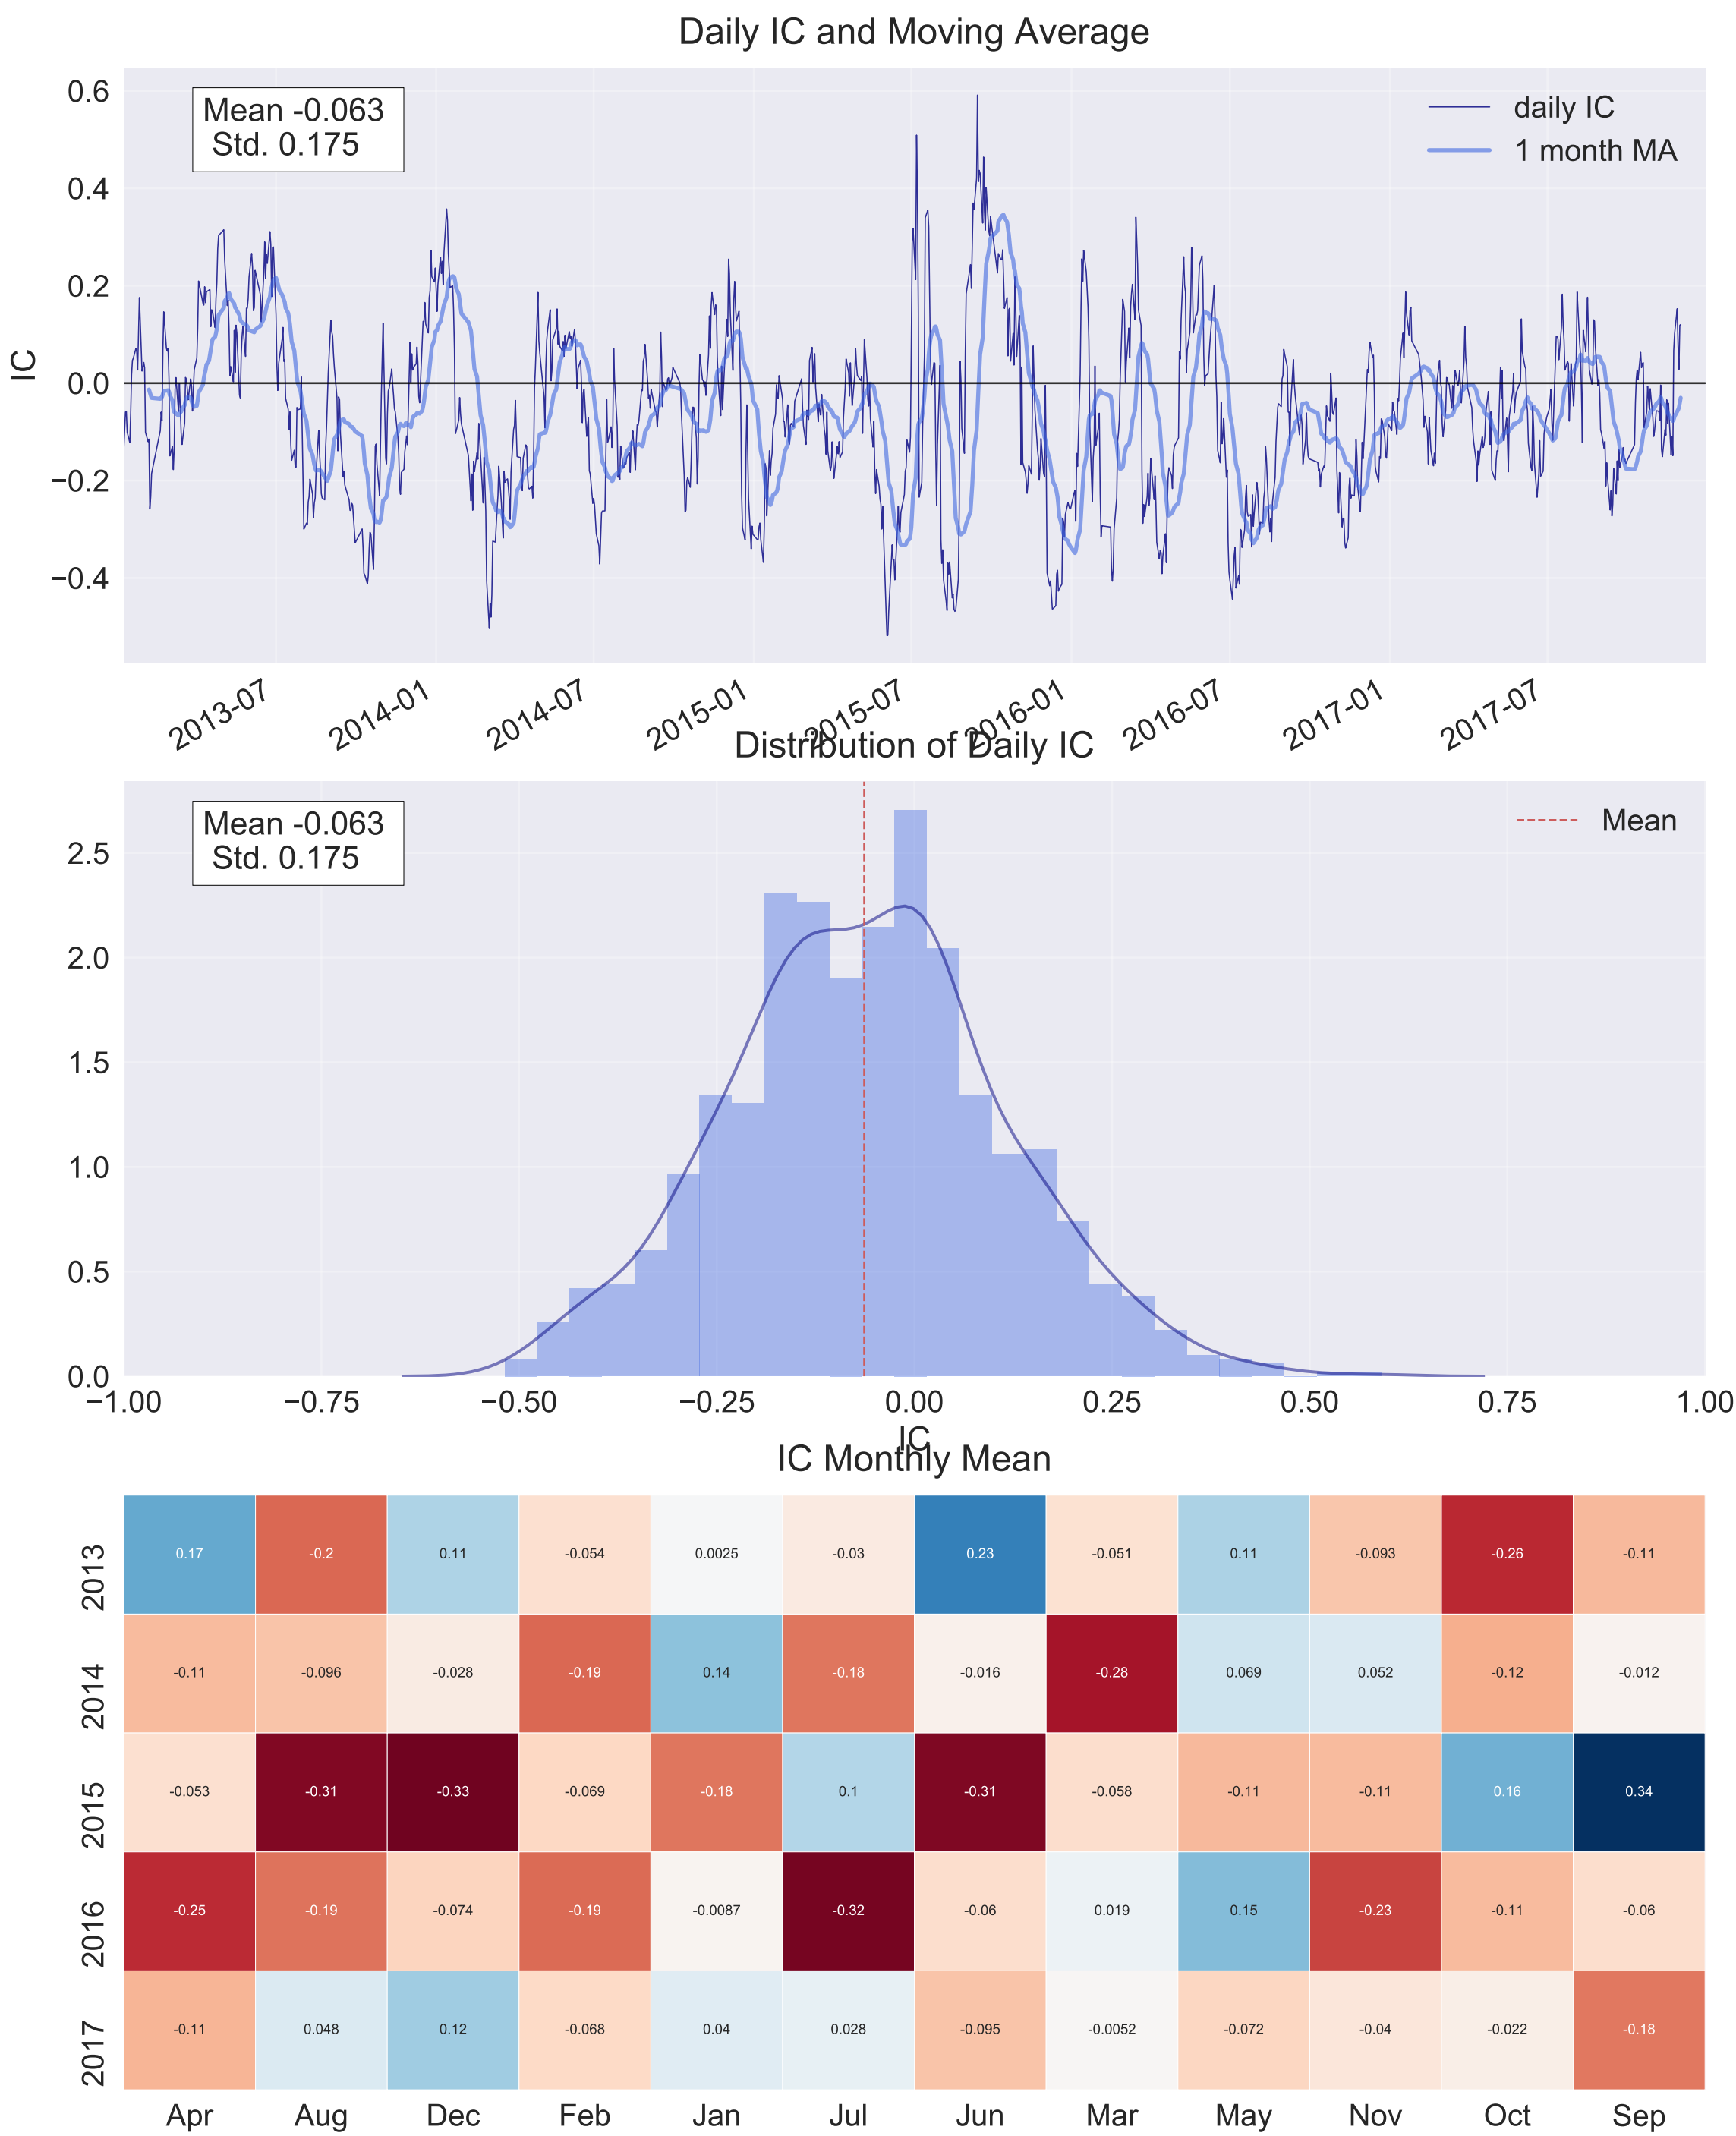 Daily IC and Moving Average
0.6
0.4
0.2
0.0
−0.2
−0.4
IC
Mean -0.063
Std. 0.175
daily IC
1 month MA
2013-07
2014-01
2014-07
2015-01
2015-07
2016-01
2016-07
2017-01
2017-07
Distribution of Daily IC
Mean -0.063
Std. 0.175
Mean
2.5
2.0
1.5
1.0
0.5
0.0
−1.00 −0.75 −0.50 −0.25 0.00 0.25 0.50 0.75 1.00
IC
IC Monthly Mean
2013 0.17 -0.2 0.11 -0.054 0.0025 -0.03 0.23 -0.051 0.11 -0.093 -0.26 -0.11
2014 -0.11 -0.096 -0.028 -0.19 0.14 -0.18 -0.016 -0.28 0.069 0.052 -0.12 -0.012
2015 -0.053 -0.31 -0.33 -0.069 -0.18 0.1 -0.31 -0.058 -0.11 -0.11 0.16 0.34
2016 -0.25 -0.19 -0.074 -0.19 -0.0087 -0.32 -0.06 0.019 0.15 -0.23 -0.11 -0.06
2017 -0.11 0.048 0.12 -0.068 0.04 0.028 -0.095 -0.0052 -0.072 -0.04 -0.022 -0.18
Apr Aug Dec Feb Jan Jul Jun Mar May Nov Oct Sep